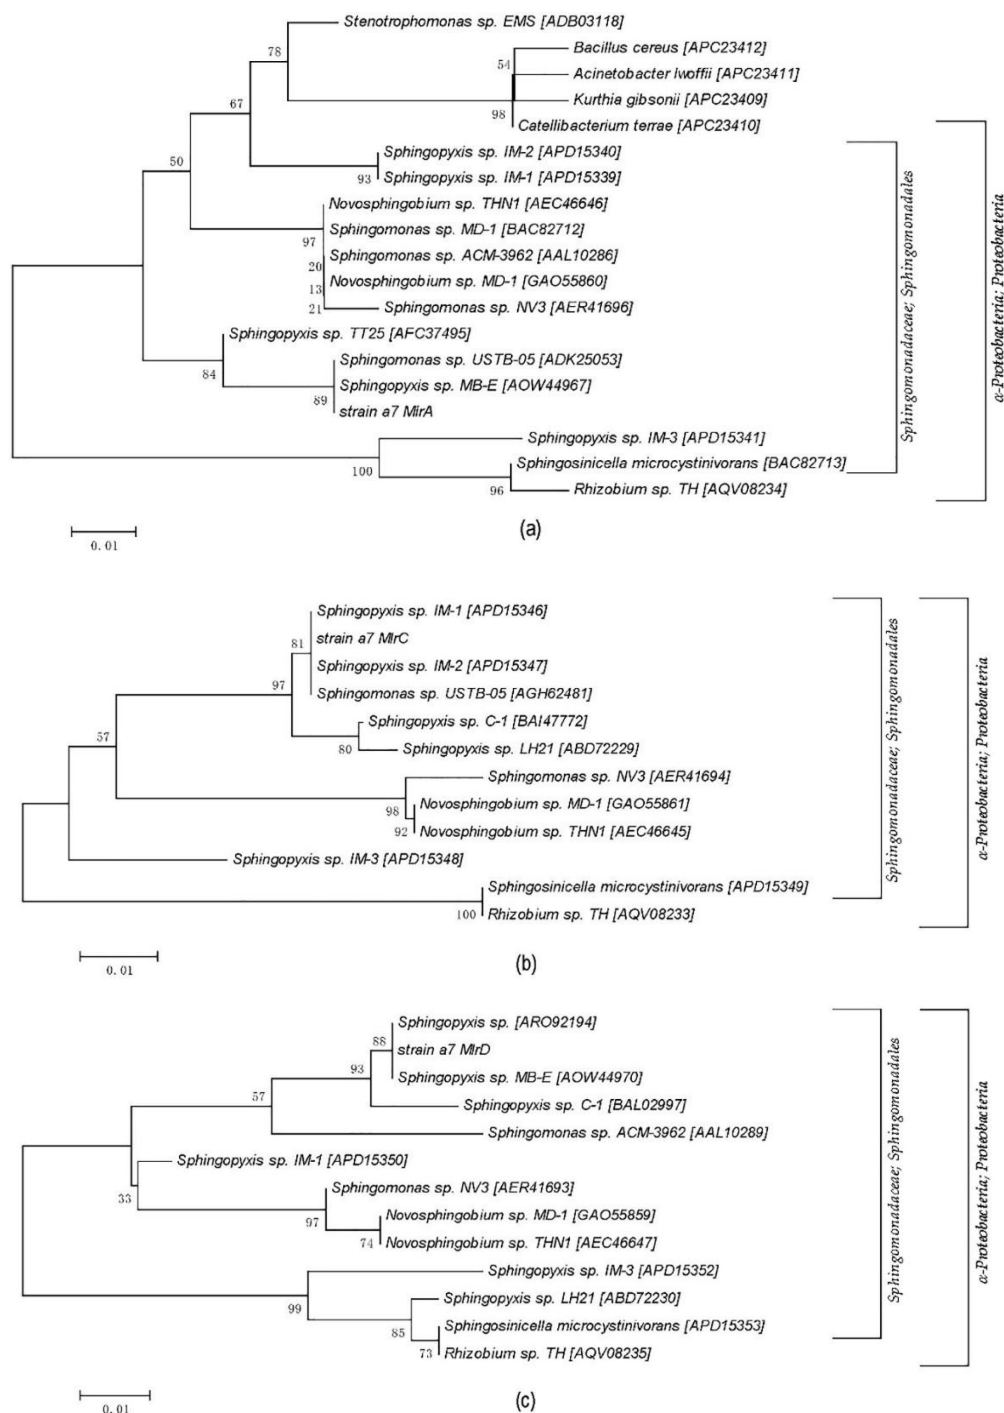 Stenotrophomonas sp. EMS [ADB03118]
78
Bacillus cereus [APC23412]
54
Acinetobacter lwoffii [APC23411]
67
Kurthia gibsonii [APC23409]
98
Catellibacterium terrae [APC23410]
50
Sphingopyxis sp. IM-2 [APD15340]
93
Sphingopyxis sp. IM-1 [APD15339]
Novosphingobium sp. THN1 [AEC46646]
Sphingomonas sp. MD-1 [BAC82712]
97
Sphingomonas sp. ACM-3962 [AAL10286]
20
Novosphingobium sp. MD-1 [GAO55860]
13
21
Sphingomonas sp. NV3 [AER41696]
Sphingopyxis sp. TT25 [AFC37495]
Sphingomonas sp. USTB-05 [ADK25053]
84
Sphingopyxis sp. MB-E [AOW44967]
89
strain a7 MlrA
Sphingopyxis sp. IM-3 [APD15341]
100
Sphingosinicella microcystinivorans [BAC82713]
96
Rhizobium sp. TH [AQV08234]
Sphingomonadaceae; Sphingomonadales
α-Proteobacteria; Proteobacteria
0.01
(a)
Sphingopyxis sp. IM-1 [APD15346]
81
strain a7 MlrC
Sphingopyxis sp. IM-2 [APD15347]
97
Sphingomonas sp. USTB-05 [AGH62481]
Sphingopyxis sp. C-1 [BAI47772]
57
80
Sphingopyxis sp. LH21 [ABD72229]
Sphingomonas sp. NV3 [AER41694]
98
Novosphingobium sp. MD-1 [GAO55861]
92
Novosphingobium sp. THN1 [AEC46645]
Sphingopyxis sp. IM-3 [APD15348]
Sphingosinicella microcystinivorans [APD15349]
100
Rhizobium sp. TH [AQV08233]
Sphingomonadaceae; Sphingomonadales
α-Proteobacteria; Proteobacteria
0.01
(b)
Sphingopyxis sp. [ARO92194]
88
strain a7 MlrD
93
Sphingopyxis sp. MB-E [AOW44970]
57
Sphingopyxis sp. C-1 [BAL02997]
Sphingomonas sp. ACM-3962 [AAL10289]
Sphingopyxis sp. IM-1 [APD15350]
33
Sphingomonas sp. NV3 [AER41693]
97
Novosphingobium sp. MD-1 [GAO55859]
74
Novosphingobium sp. THN1 [AEC46647]
Sphingopyxis sp. IM-3 [APD15352]
99
Sphingopyxis sp. LH21 [ABD72230]
85
Sphingosinicella microcystinivorans [APD15353]
73
Rhizobium sp. TH [AQV08235]
Sphingomonadaceae; Sphingomonadales
α-Proteobacteria; Proteobacteria
0.01
(c)